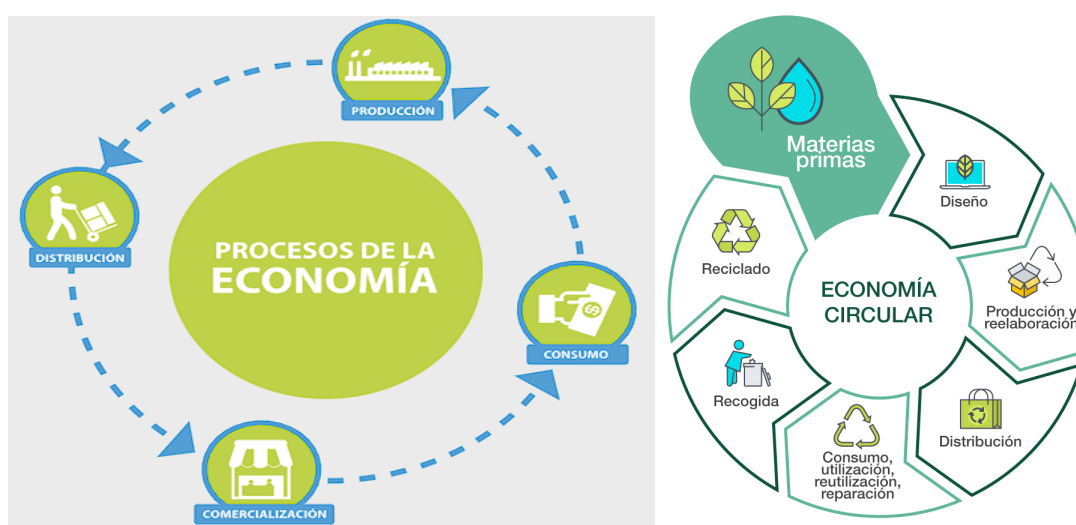 PRODUCCIÓN
DISTRIBUCIÓN
PROCESOS DE LA
ECONOMÍA
CONSUMO
COMERCIALIZACIÓN
Materias
primas
Diseño
Producción y
reelaboración
Distribución
Consumo,
utilización,
reutilización,
reparación
Recogida
Reciclado
ECONOMÍA
CIRCULAR